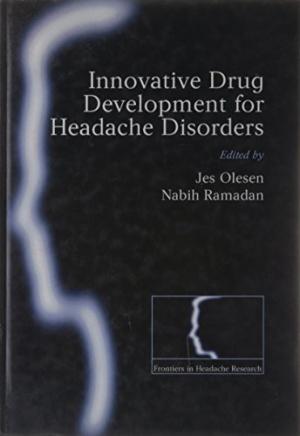 Innovative Drug
Development for
Headache Disorders
Edited by
Jes Olesen
Nabih Ramadan
Frontiers in Headache Research